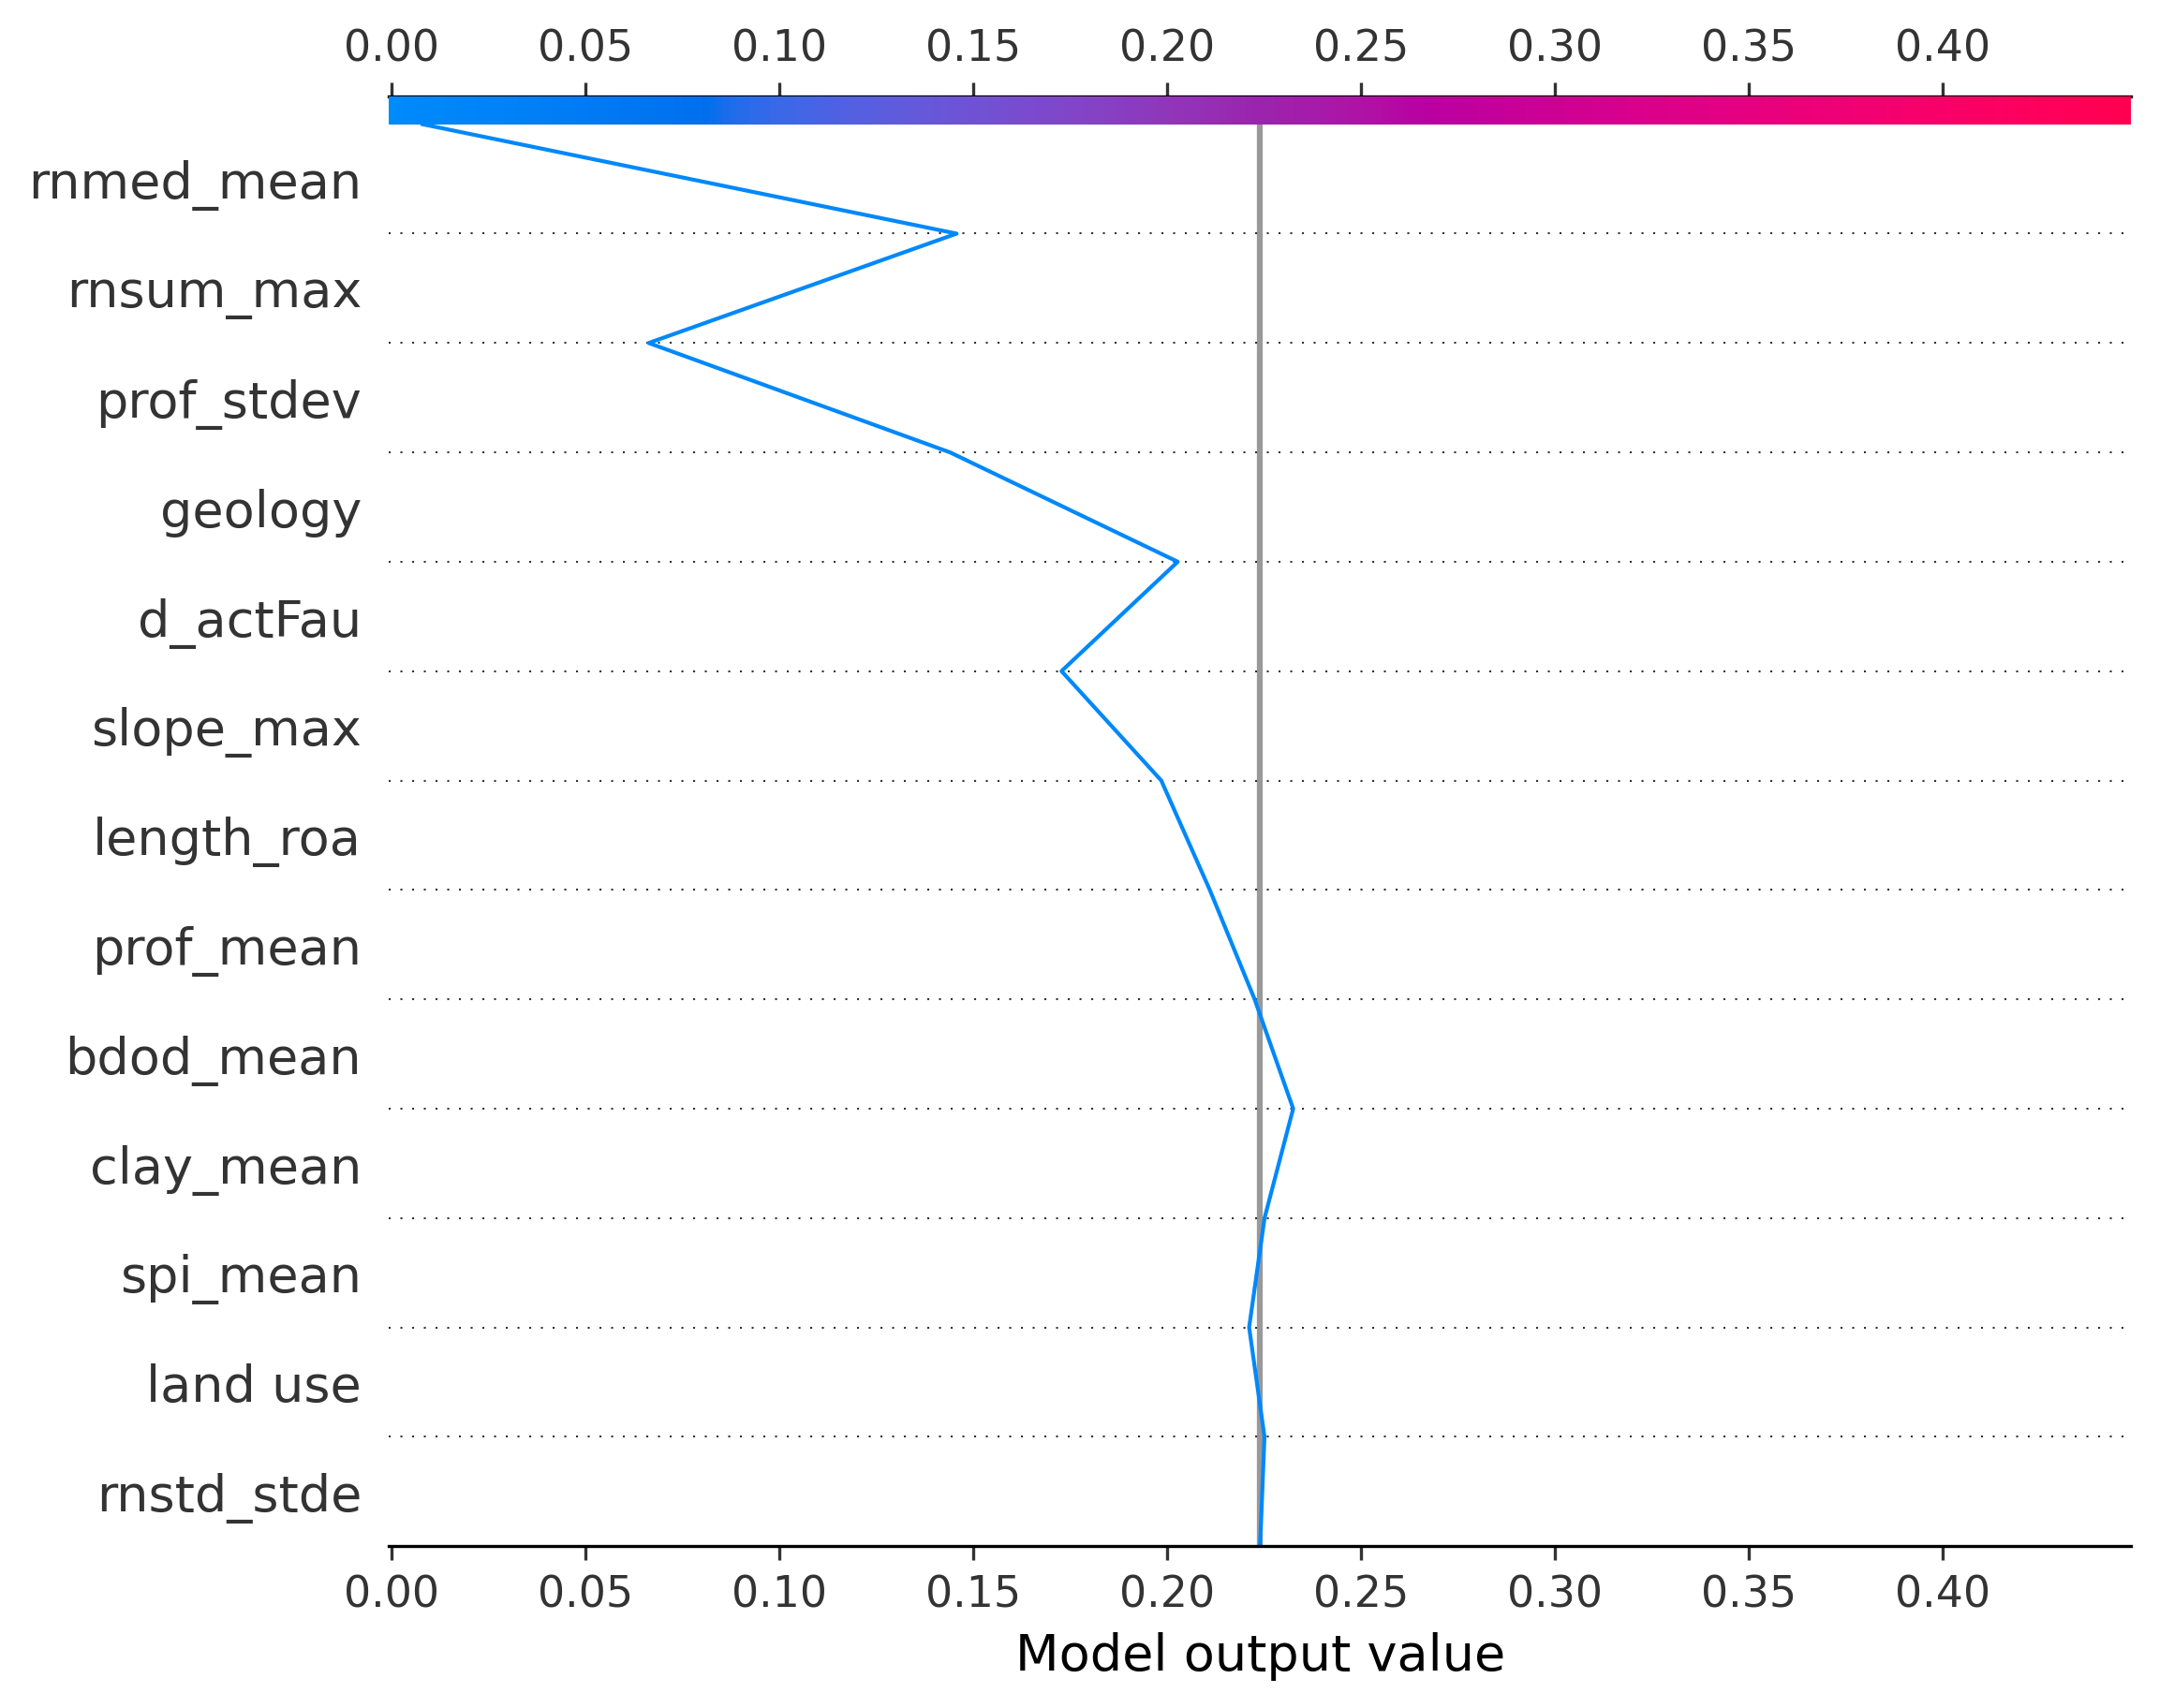 0.00 0.05 0.10 0.15 0.20 0.25 0.30 0.35 0.40
rnmed_mean
rnsum_max
prof_stdev
geology
d_actFau
slope_max
length_roa
prof_mean
bdod_mean
clay_mean
spi_mean
land use
rnstd_stde
0.00 0.05 0.10 0.15 0.20 0.25 0.30 0.35 0.40
Model output value